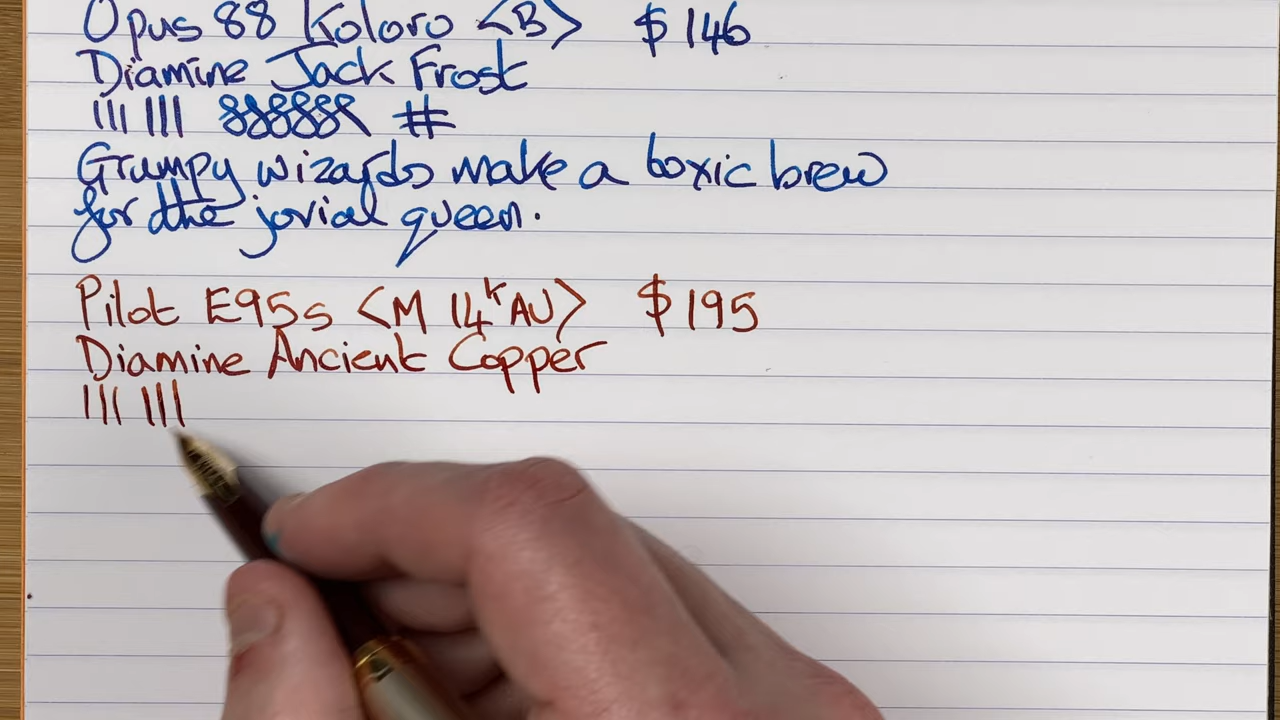 Opus 88 Koloro <B> $146
Diamine Jack Frost
||| ||| 8888888 #
Grumpy wizards make a toxic brew
for the jovial queen.
Pilot E95s <M 14ᵏ AU> $195
Diamine Ancient Copper
||| |||